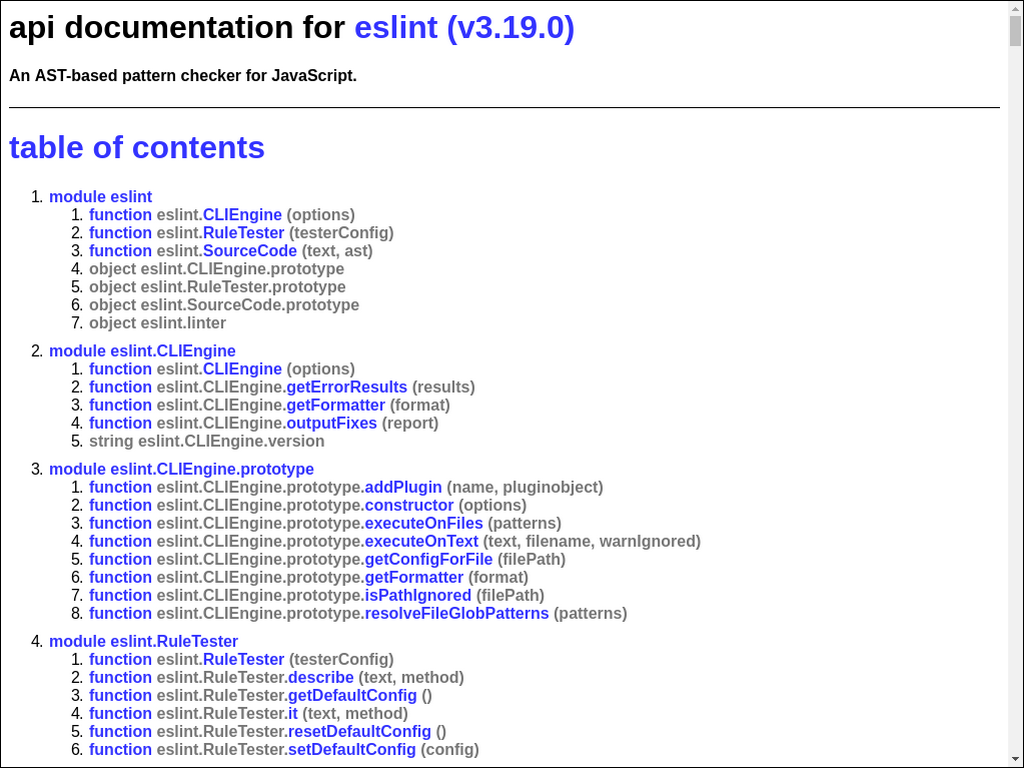 api documentation for eslint (v3.19.0)
An AST-based pattern checker for JavaScript.
table of contents
1. module eslint
1. function eslint.CLIEngine (options)
2. function eslint.RuleTester (testerConfig)
3. function eslint.SourceCode (text, ast)
4. object eslint.CLIEngine.prototype
5. object eslint.RuleTester.prototype
6. object eslint.SourceCode.prototype
7. object eslint.linter
2. module eslint.CLIEngine
1. function eslint.CLIEngine (options)
2. function eslint.CLIEngine.getErrorResults (results)
3. function eslint.CLIEngine.getFormatter (format)
4. function eslint.CLIEngine.outputFixes (report)
5. string eslint.CLIEngine.version
3. module eslint.CLIEngine.prototype
1. function eslint.CLIEngine.prototype.addPlugin (name, pluginobject)
2. function eslint.CLIEngine.prototype.constructor (options)
3. function eslint.CLIEngine.prototype.executeOnFiles (patterns)
4. function eslint.CLIEngine.prototype.executeOnText (text, filename, warnIgnored)
5. function eslint.CLIEngine.prototype.getConfigForFile (filePath)
6. function eslint.CLIEngine.prototype.getFormatter (format)
7. function eslint.CLIEngine.prototype.isPathIgnored (filePath)
8. function eslint.CLIEngine.prototype.resolveFileGlobPatterns (patterns)
4. module eslint.RuleTester
1. function eslint.RuleTester (testerConfig)
2. function eslint.RuleTester.describe (text, method)
3. function eslint.RuleTester.getDefaultConfig ()
4. function eslint.RuleTester.it (text, method)
5. function eslint.RuleTester.resetDefaultConfig ()
6. function eslint.RuleTester.setDefaultConfig (config)